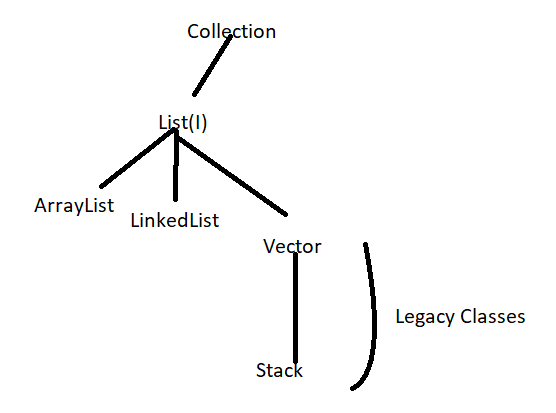 Collection
List(I)
ArrayList
LinkedList
Vector
Legacy Classes
Stack